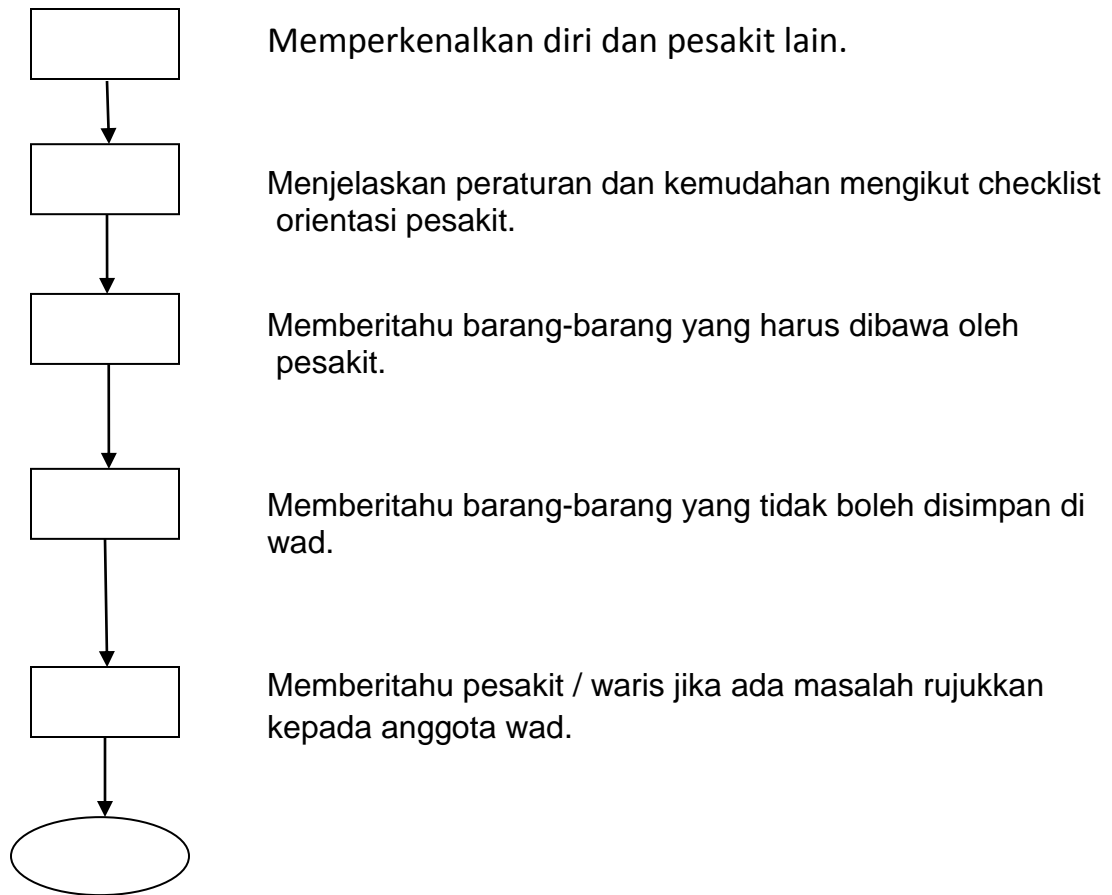 Memperkenalkan diri dan pesakit lain.
Menjelaskan peraturan dan kemudahan mengikut checklist
orientasi pesakit.
Memberitahu barang-barang yang harus dibawa oleh
pesakit.
Memberitahu barang-barang yang tidak boleh disimpan di
wad.
Memberitahu pesakit / waris jika ada masalah rujukkan
kepada anggota wad.